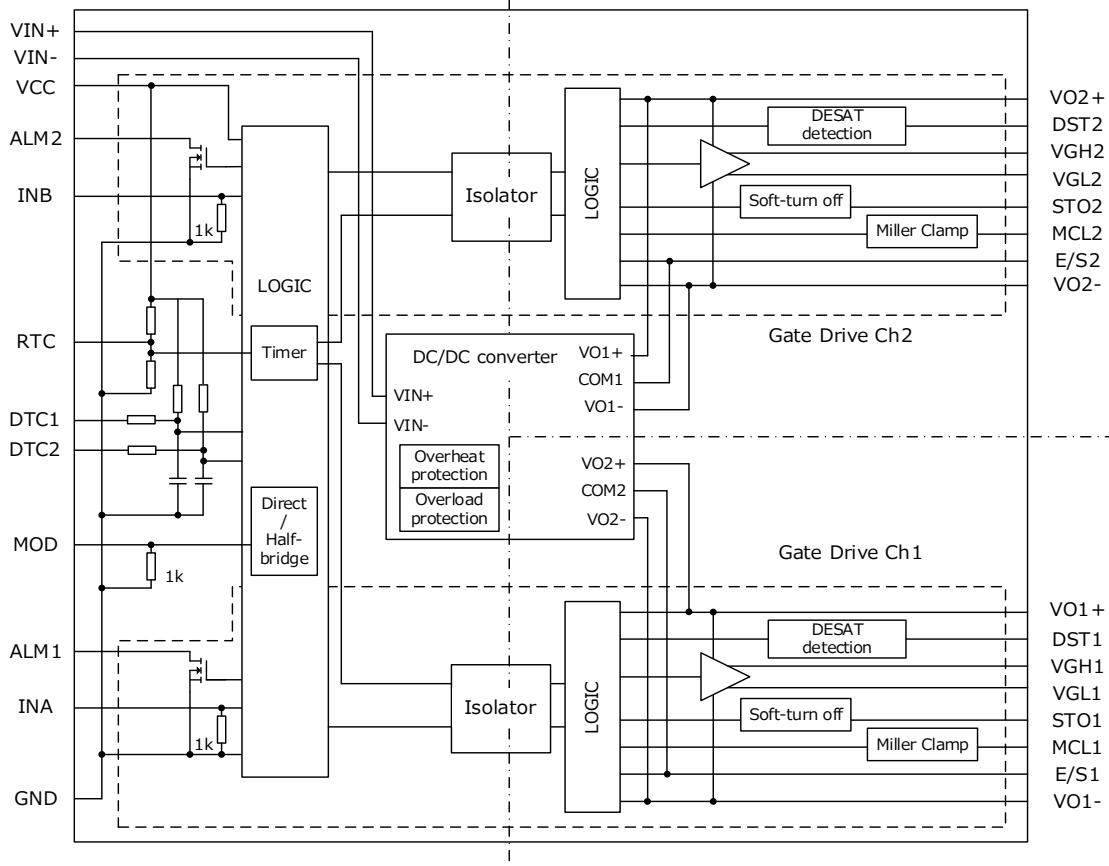 VIN+
VIN-
VCC
ALM2
INB
1k
RTC
DTC1
DTC2
MOD
1k
ALM1
INA
1k
GND
LOGIC
Timer
Direct
/
Half-
bridge
Isolator
LOGIC
DESAT
detection
Soft-turn off
Miller Clamp
VO2+
DST2
VGH2
VGL2
STO2
MCL2
E/S2
VO2-
Gate Drive Ch2
DC/DC converter
VIN+
VIN-
VO1+
COM1
VO1-
Overheat
protection
Overload
protection
VO2+
COM2
VO2-
Gate Drive Ch1
Isolator
LOGIC
DESAT
detection
Soft-turn off
Miller Clamp
VO1+
DST1
VGH1
VGL1
STO1
MCL1
E/S1
VO1-